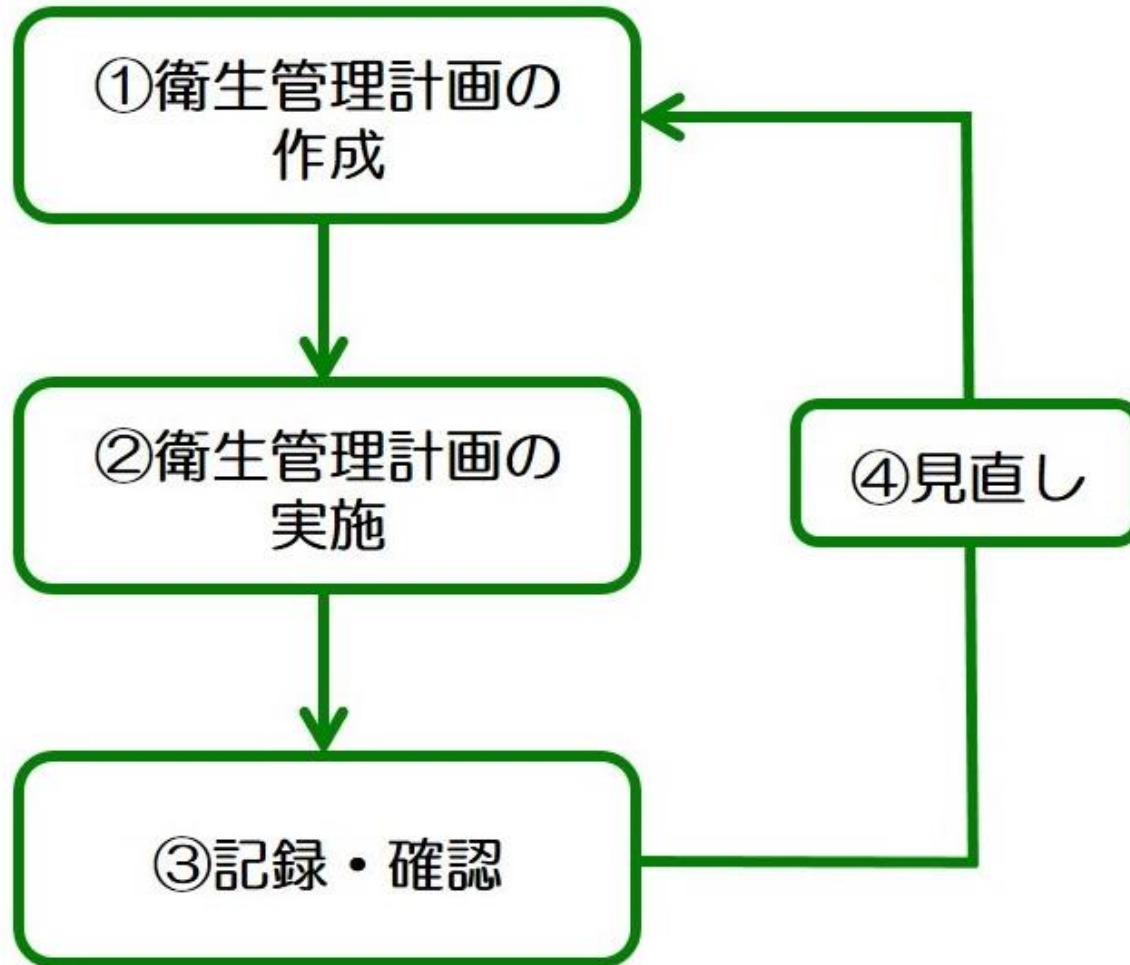 ①衛生管理計画の
作成
②衛生管理計画の
実施
④見直し
③記録・確認